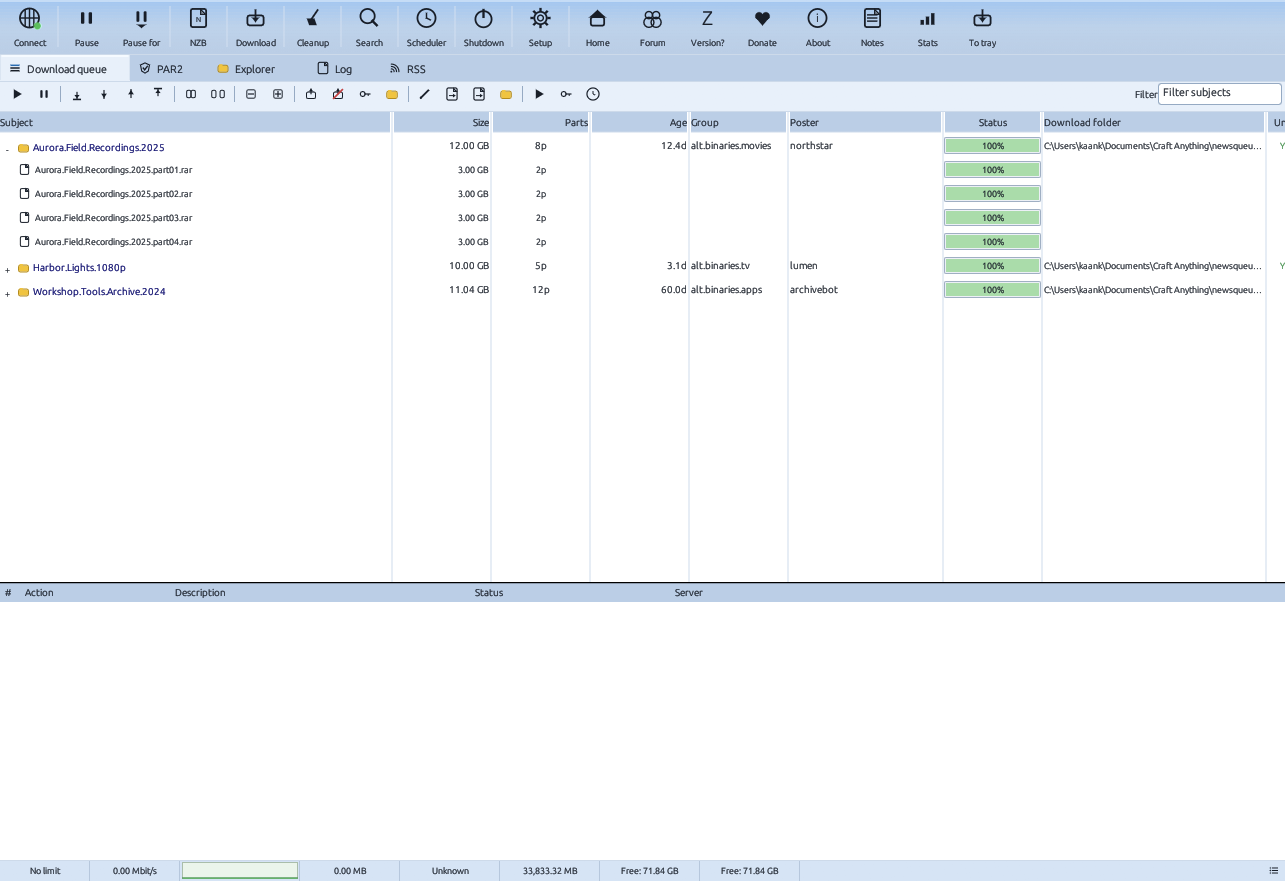 Connect Pause Pause for NZB Download Cleanup Search Scheduler Shutdown Setup Home Forum Version? Donate About Notes Stats To tray
Download queue PAR2 Explorer Log RSS
Filter Filter subjects
Subject Size Parts Age Group Poster Status Download folder Un
- Aurora.Field.Recordings.2025 12.00 GB 8p 12.4d alt.binaries.movies northstar 100% C:\Users\kaank\Documents\Craft Anything\newsqueu... Y
Aurora.Field.Recordings.2025.part01.rar 3.00 GB 2p 100%
Aurora.Field.Recordings.2025.part02.rar 3.00 GB 2p 100%
Aurora.Field.Recordings.2025.part03.rar 3.00 GB 2p 100%
Aurora.Field.Recordings.2025.part04.rar 3.00 GB 2p 100%
+ Harbor.Lights.1080p 10.00 GB 5p 3.1d alt.binaries.tv lumen 100% C:\Users\kaank\Documents\Craft Anything\newsqueu... Y
+ Workshop.Tools.Archive.2024 11.04 GB 12p 60.0d alt.binaries.apps archivebot 100% C:\Users\kaank\Documents\Craft Anything\newsqueu...
# Action Description Status Server
No limit 0.00 Mbit/s 0.00 MB Unknown 33,833.32 MB Free: 71.84 GB Free: 71.84 GB